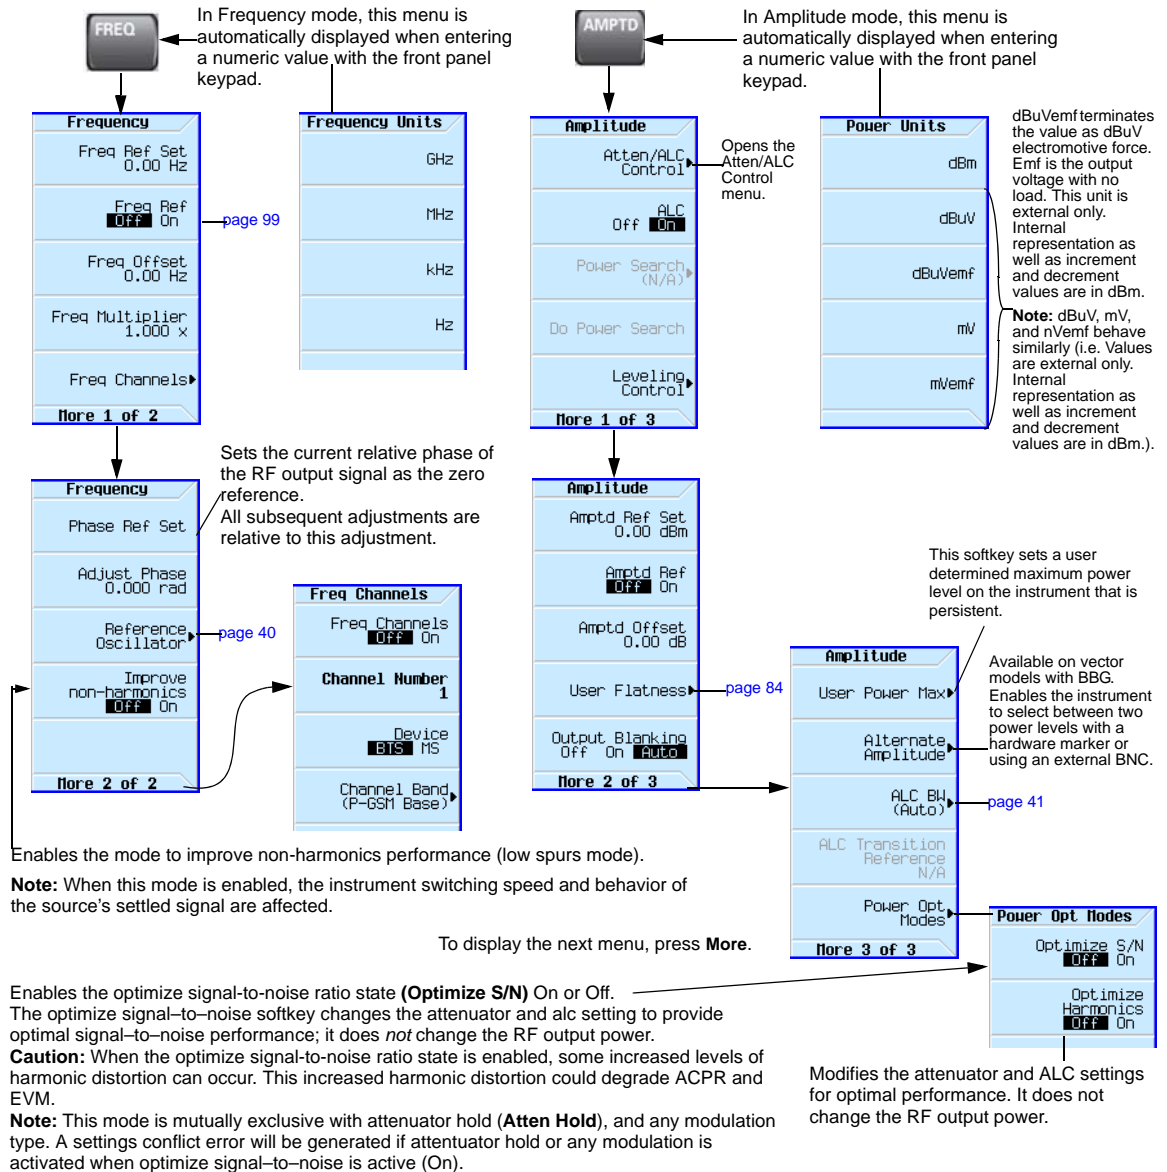 FREQ
In Frequency mode, this menu is
automatically displayed when entering
a numeric value with the front panel
keypad.
AMPTD
In Amplitude mode, this menu is
automatically displayed when entering
a numeric value with the front panel
keypad.
Frequency
Freq Ref Set
0.00 Hz
Freq Ref
Off On
page 99
Freq Offset
0.00 Hz
Freq Multiplier
1.000 x
Freq Channels
More 1 of 2
Frequency Units
GHz
MHz
kHz
Hz
Amplitude
Atten/ALC
Control
Opens the
Atten/ALC
Control
menu.
ALC
Off On
Power Search
(N/A)
Do Power Search
Leveling
Control
More 1 of 3
Power Units
dBm
dBuV
dBuVemf
mV
mVemf
dBuVemf terminates
the value as dBuV
electromotive force.
Emf is the output
voltage with no
load. This unit is
external only.
Internal
representation as
well as increment
and decrement
values are in dBm.
Note: dBuV, mV,
and nVemf behave
similarly (i.e. Values
are external only.
Internal
representation as
well as increment
and decrement
values are in dBm.).
Frequency
Phase Ref Set
Adjust Phase
0.000 rad
Reference
Oscillator
page 40
Improve
non-harmonics
Off On
More 2 of 2
Sets the current relative phase of
the RF output signal as the zero
reference.
All subsequent adjustments are
relative to this adjustment.
Freq Channels
Freq Channels
Off On
Channel Number
1
Device
BTS MS
Channel Band
(P-GSM Base)
Amplitude
Amptd Ref Set
0.00 dBm
Amptd Ref
Off On
Amptd Offset
0.00 dB
User Flatness
page 84
Output Blanking
Off On Auto
More 2 of 3
This softkey sets a user
determined maximum power
level on the instrument that is
persistent.
Amplitude
User Power Max
Alternate
Amplitude
Available on vector
models with BBG.
Enables the instrument
to select between two
power levels with a
hardware marker or
using an external BNC.
ALC BW
(Auto)
page 41
ALC Transition
Reference
N/A
Power Opt
Modes
More 3 of 3
Power Opt Modes
Optimize S/N
Off On
Optimize
Harmonics
Off On
Enables the mode to improve non-harmonics performance (low spurs mode).
Note: When this mode is enabled, the instrument switching speed and behavior of
the source's settled signal are affected.
To display the next menu, press More.
Enables the optimize signal-to-noise ratio state (Optimize S/N) On or Off.
The optimize signal–to–noise softkey changes the attenuator and alc setting to provide
optimal signal–to–noise performance; it does not change the RF output power.
Caution: When the optimize signal-to-noise ratio state is enabled, some increased levels of
harmonic distortion can occur. This increased harmonic distortion could degrade ACPR and
EVM.
Note: This mode is mutually exclusive with attenuator hold (Atten Hold), and any modulation
type. A settings conflict error will be generated if attentuator hold or any modulation is
activated when optimize signal–to–noise is active (On).
Modifies the attenuator and ALC settings
for optimal performance. It does not
change the RF output power.